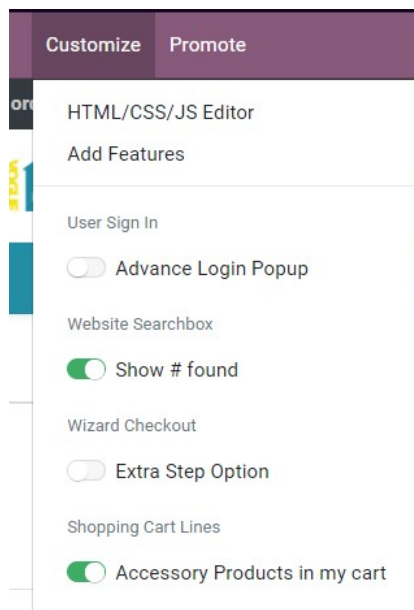 Customize Promote
HTML/CSS/JS Editor
Add Features
User Sign In
Advance Login Popup
Website Searchbox
Show # found
Wizard Checkout
Extra Step Option
Shopping Cart Lines
Accessory Products in my cart